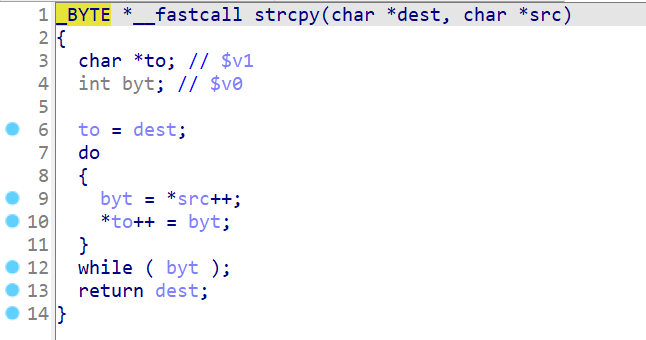 1 _BYTE *__fastcall strcpy(char *dest, char *src)
2 {
3   char *to; // $v1
4   int byt; // $v0
5
6   to = dest;
7   do
8   {
9     byt = *src++;
10     *to++ = byt;
11   }
12   while ( byt );
13   return dest;
14 }